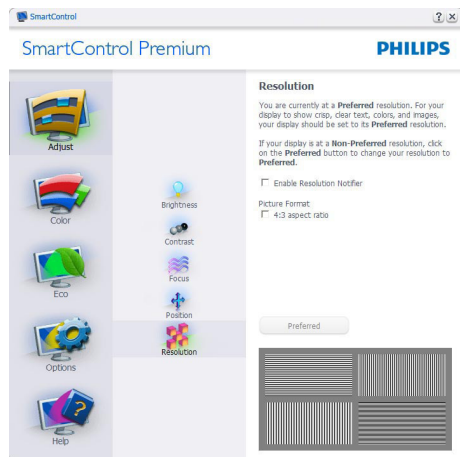 SmartControl
? ×
SmartControl Premium
PHILIPS
Adjust
Color
Eco
Options
Help
Brightness
Contrast
Focus
Position
Resolution
Resolution
You are currently at a Preferred resolution. For your
display to show crisp, clear text, colors, and images,
your display should be set to its Preferred resolution.
If your display is at a Non-Preferred resolution, click
on the Preferred button to change your resolution to
Preferred.
Enable Resolution Notifier
Picture Format
4:3 aspect ratio
Preferred